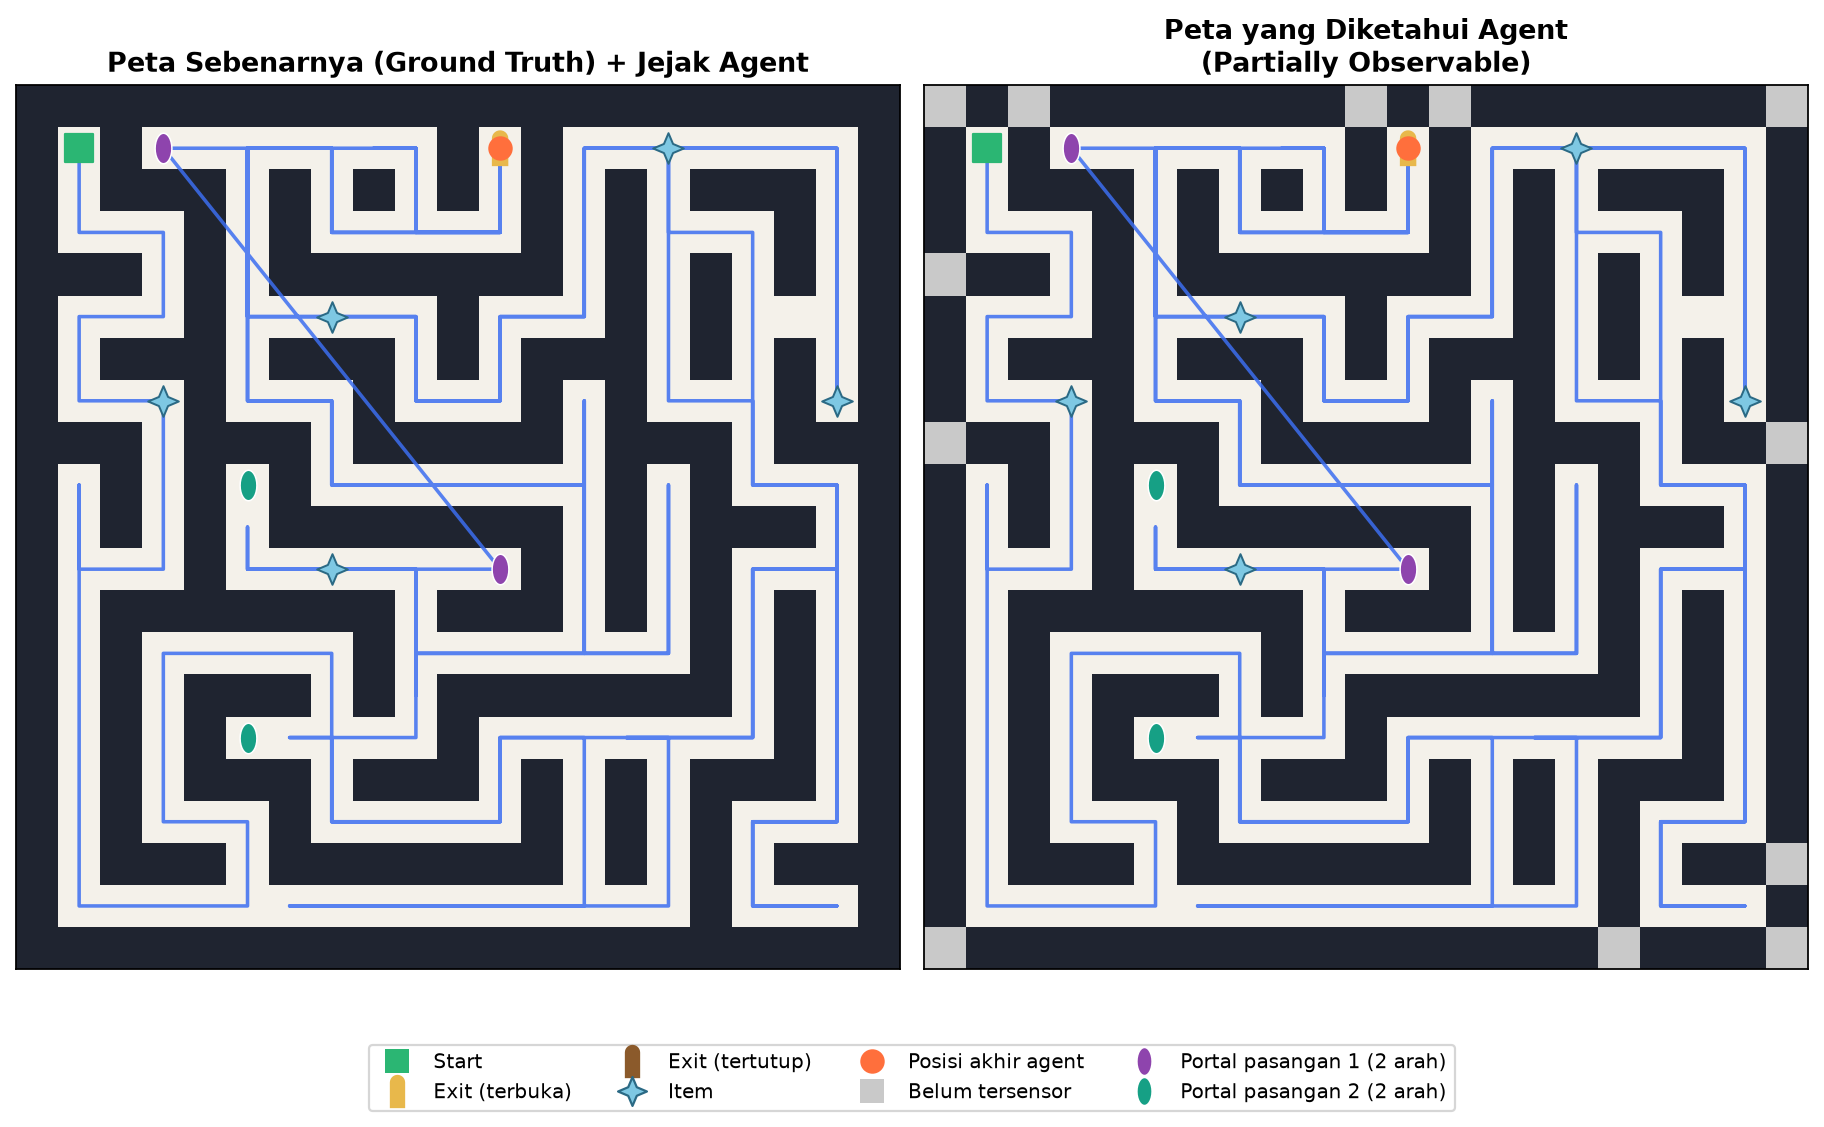 Peta Sebenarnya (Ground Truth) + Jejak Agent
Peta yang Diketahui Agent
(Partially Observable)
Start
Exit (terbuka)
Exit (tertutup)
Item
Posisi akhir agent
Belum tersensor
Portal pasangan 1 (2 arah)
Portal pasangan 2 (2 arah)